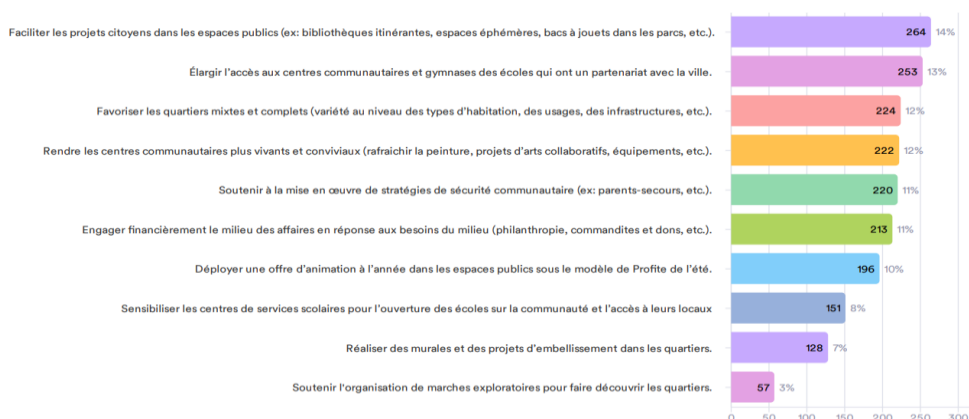 Faciliter les projets citoyens dans les espaces publics (ex: bibliothèques itinérantes, espaces éphémères, bacs à jouets dans les parcs, etc.). 264 14%
Élargir l'accès aux centres communautaires et gymnases des écoles qui ont un partenariat avec la ville. 253 13%
Favoriser les quartiers mixtes et complets (variété au niveau des types d'habitation, des usages, des infrastructures, etc.). 224 12%
Rendre les centres communautaires plus vivants et conviviaux (rafraichir la peinture, projets d'arts collaboratifs, équipements, etc.). 222 12%
Soutenir à la mise en œuvre de stratégies de sécurité communautaire (ex: parents-secours, etc.). 220 11%
Engager financièrement le milieu des affaires en réponse aux besoins du milieu (philanthropie, commandites et dons, etc.). 213 11%
Déployer une offre d'animation à l'année dans les espaces publics sous le modèle de Profite de l'été. 196 10%
Sensibiliser les centres de services scolaires pour l'ouverture des écoles sur la communauté et l'accès à leurs locaux 151 8%
Réaliser des murales et des projets d'embellissement dans les quartiers. 128 7%
Soutenir l'organisation de marches exploratoires pour faire découvrir les quartiers. 57 3%
0 50 100 150 200 250 300